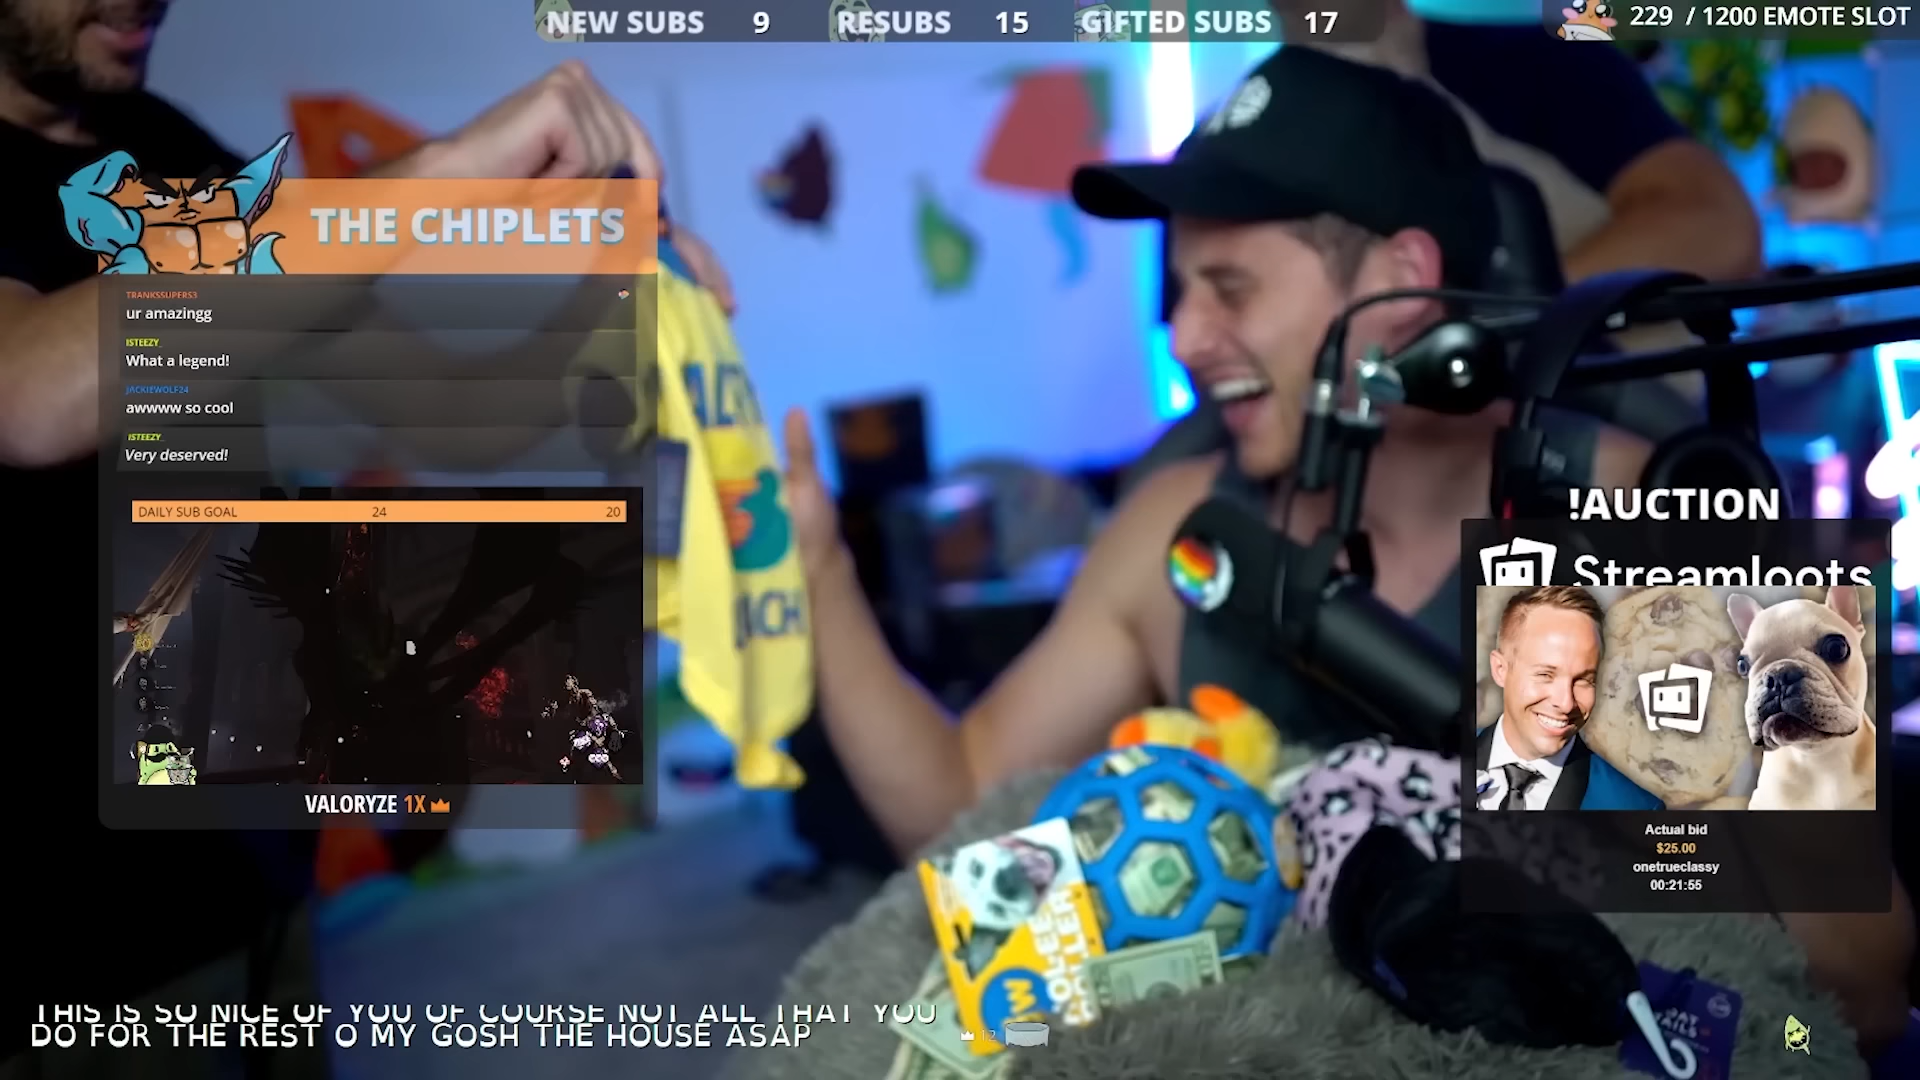 NEW SUBS 9 RESUBS 15 GIFTED SUBS 17
229 / 1200 EMOTE SLOT
THE CHIPLETS
TRANKSSUPERS3
ur amazingg
ISTEEZY_
What a legend!
JACKIEWOLF24
awwww so cool
ISTEEZY_
Very deserved!
DAILY SUB GOAL 24 20
VALORYZE 1X
!AUCTION
Streamloots
Actual bid
$25.00
onetrueclassy
00:21:55
THIS IS SO NICE OF YOU OF COURSE NOT ALL THAT YOU
DO FOR THE REST O MY GOSH THE HOUSE ASAP
12